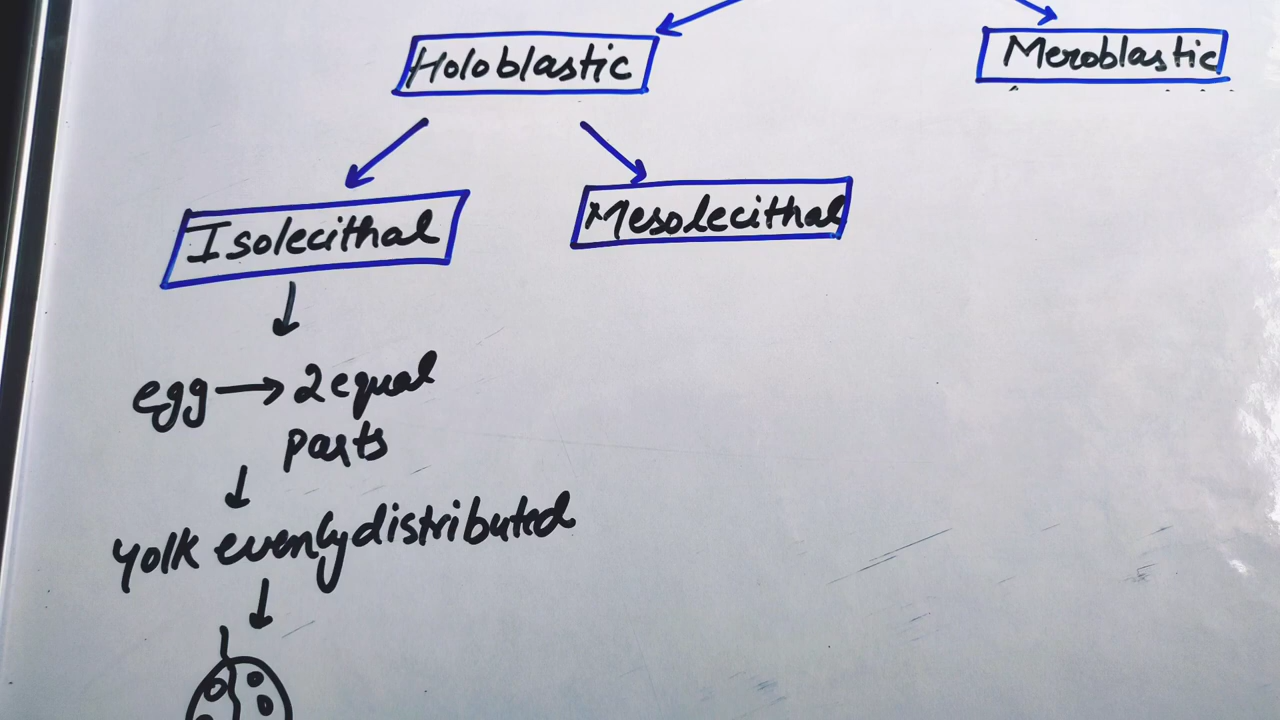 Holoblastic
Meroblastic
Isolecithal
Mesolecithal
egg → 2 equal
parts
yolk evenly distributed